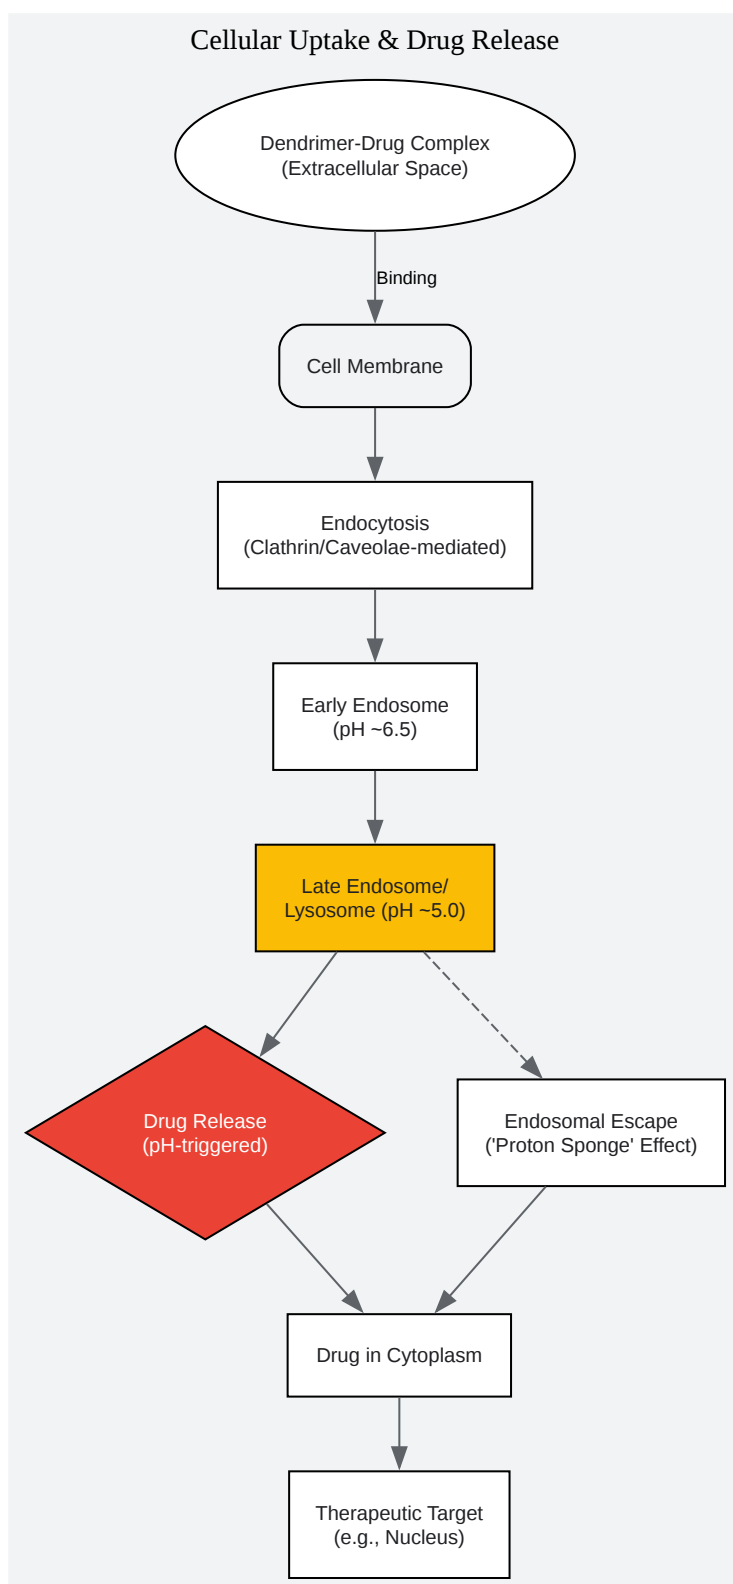 Cellular Uptake & Drug Release
Dendrimer-Drug Complex
(Extracellular Space)
Binding
Cell Membrane
Endocytosis
(Clathrin/Caveolae-mediated)
Early Endosome
(pH ~6.5)
Late Endosome/
Lysosome (pH ~5.0)
Drug Release
(pH-triggered)
Endosomal Escape
('Proton Sponge' Effect)
Drug in Cytoplasm
Therapeutic Target
(e.g., Nucleus)